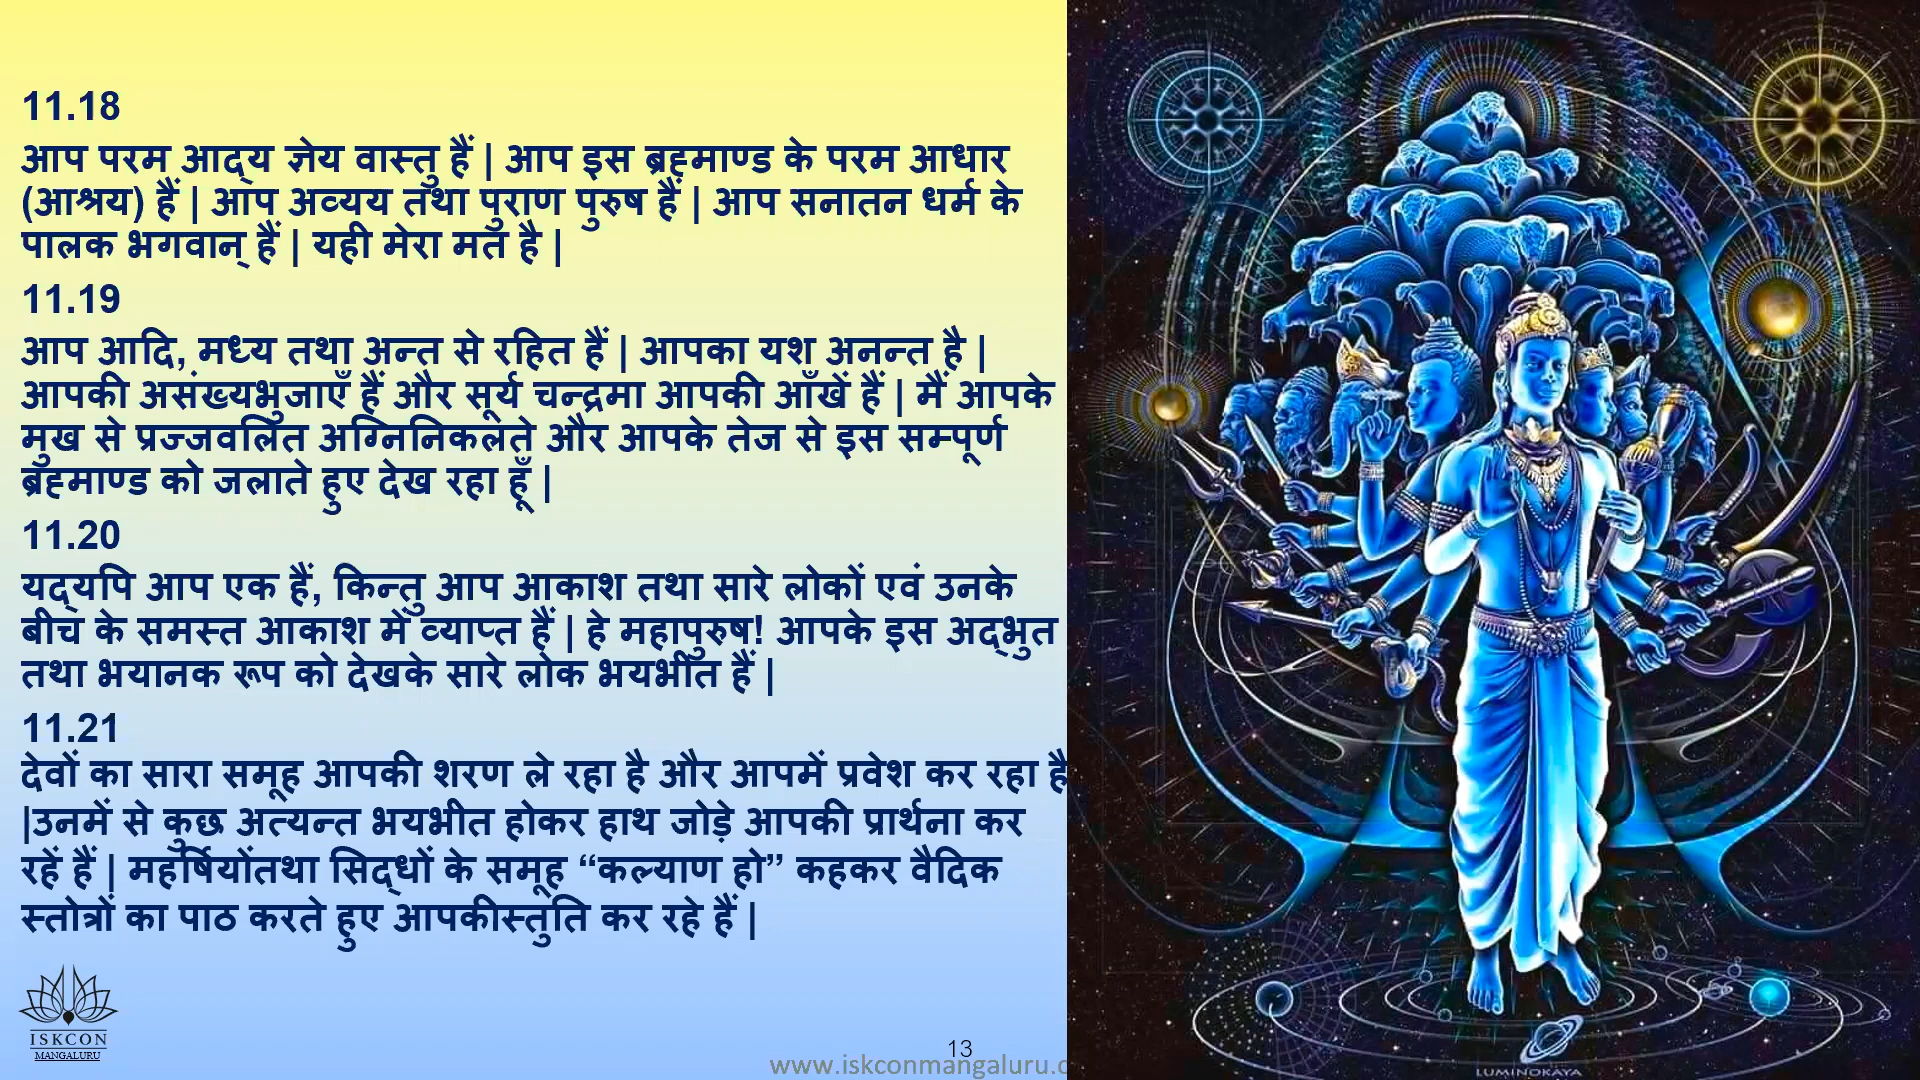 11.18
आप परम आद्य ज्ञेय वास्तु हैं | आप इस ब्रह्माण्ड के परम आधार
(आश्रय) हैं | आप अव्यय तथा पुराण पुरुष हैं | आप सनातन धर्म के
पालक भगवान् हैं | यही मेरा मत है |
11.19
आप आदि, मध्य तथा अन्त से रहित हैं | आपका यश अनन्त है |
आपकी असंख्यभुजाएँ हैं और सूर्य चन्द्रमा आपकी आँखें हैं | मैं आपके
मुख से प्रज्जवलित अग्निनिकलते और आपके तेज से इस सम्पूर्ण
ब्रह्माण्ड को जलाते हुए देख रहा हूँ |
11.20
यद्यपि आप एक हैं, किन्तु आप आकाश तथा सारे लोकों एवं उनके
बीच के समस्त आकाश में व्याप्त हैं | हे महापुरुष! आपके इस अद्भुत
तथा भयानक रूप को देखके सारे लोक भयभीत हैं |
11.21
देवों का सारा समूह आपकी शरण ले रहा है और आपमें प्रवेश कर रहा है
|उनमें से कुछ अत्यन्त भयभीत होकर हाथ जोड़े आपकी प्रार्थना कर
रहें हैं | महर्षियोंतथा सिद्धों के समूह “कल्याण हो” कहकर वैदिक
स्तोत्रों का पाठ करते हुए आपकीस्तुति कर रहे हैं |
ISKCON
MANGALURU
13
www.iskconmangaluru.c
LUMINOKAYA